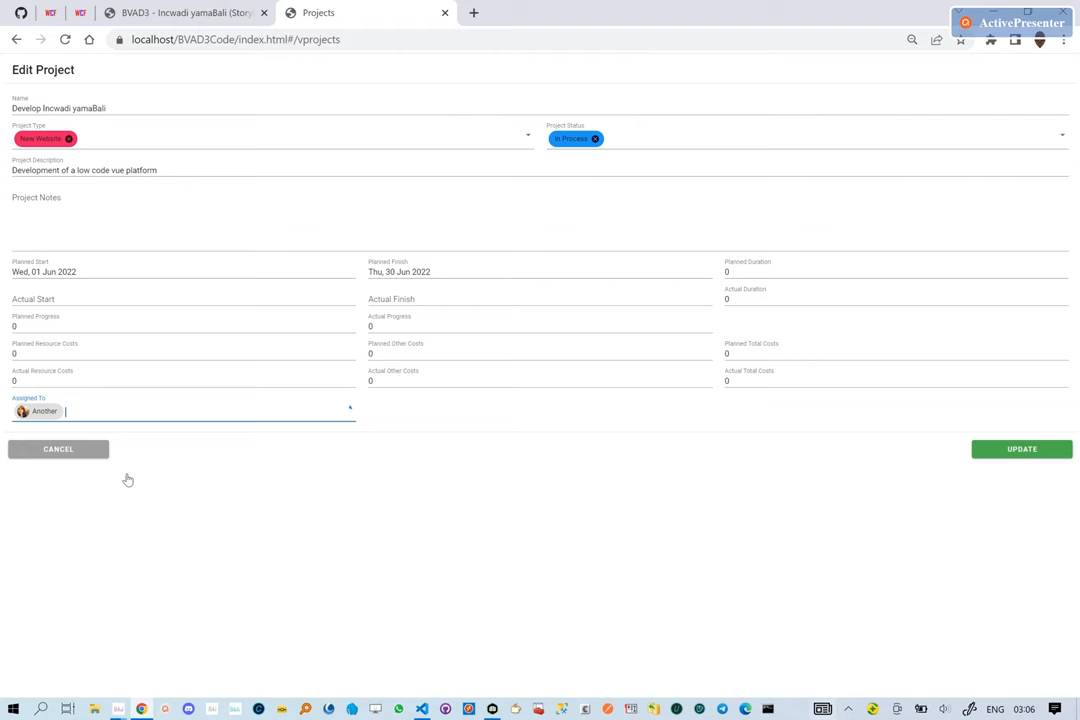 BVAD3 - Incwadi yamaBali (Story
Projects
ActivePresenter
localhost/BVAD3Code/index.html#/vprojects
Edit Project
Name
Develop Incwadi yamaBali
Project Type
Project Status
New Website
In Process
Project Description
Development of a low code vue platform
Project Notes
Planned Start
Planned Finish
Planned Duration
Wed, 01 Jun 2022
Thu, 30 Jun 2022
0
Actual Duration
Actual Start
Actual Finish
0
Planned Progress
Actual Progress
0
0
Planned Resource Costs
Planned Other Costs
Planned Total Costs
0
0
0
Actual Resource Costs
Actual Other Costs
Actual Total Costs
0
0
0
Assigned To
Another
CANCEL
UPDATE
ENG
03:06